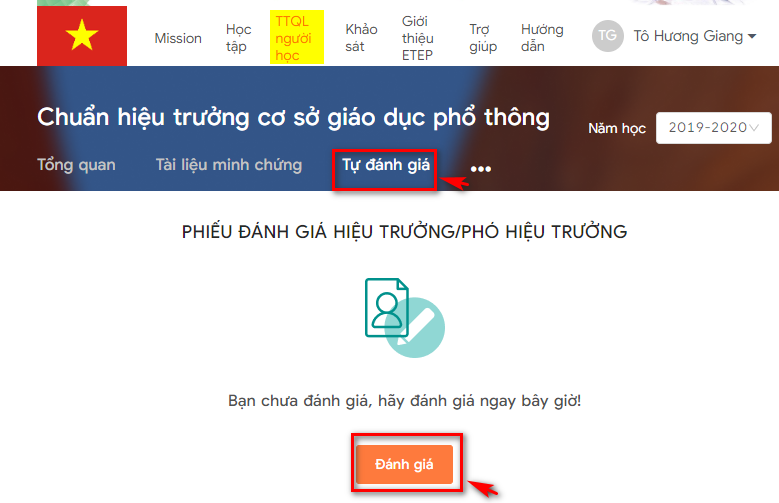 Mission
Học
tập
TTQL
người
học
Khảo
sát
Giới
thiệu
ETEP
Trợ
giúp
Hướng
dẫn
TG
Tô Hương Giang
Chuẩn hiệu trưởng cơ sở giáo dục phổ thông
Năm học
2019-2020
Tổng quan
Tài liệu minh chứng
Tự đánh giá
•••
PHIẾU ĐÁNH GIÁ HIỆU TRƯỞNG/PHÓ HIỆU TRƯỞNG
Bạn chưa đánh giá, hãy đánh giá ngay bây giờ!
Đánh giá